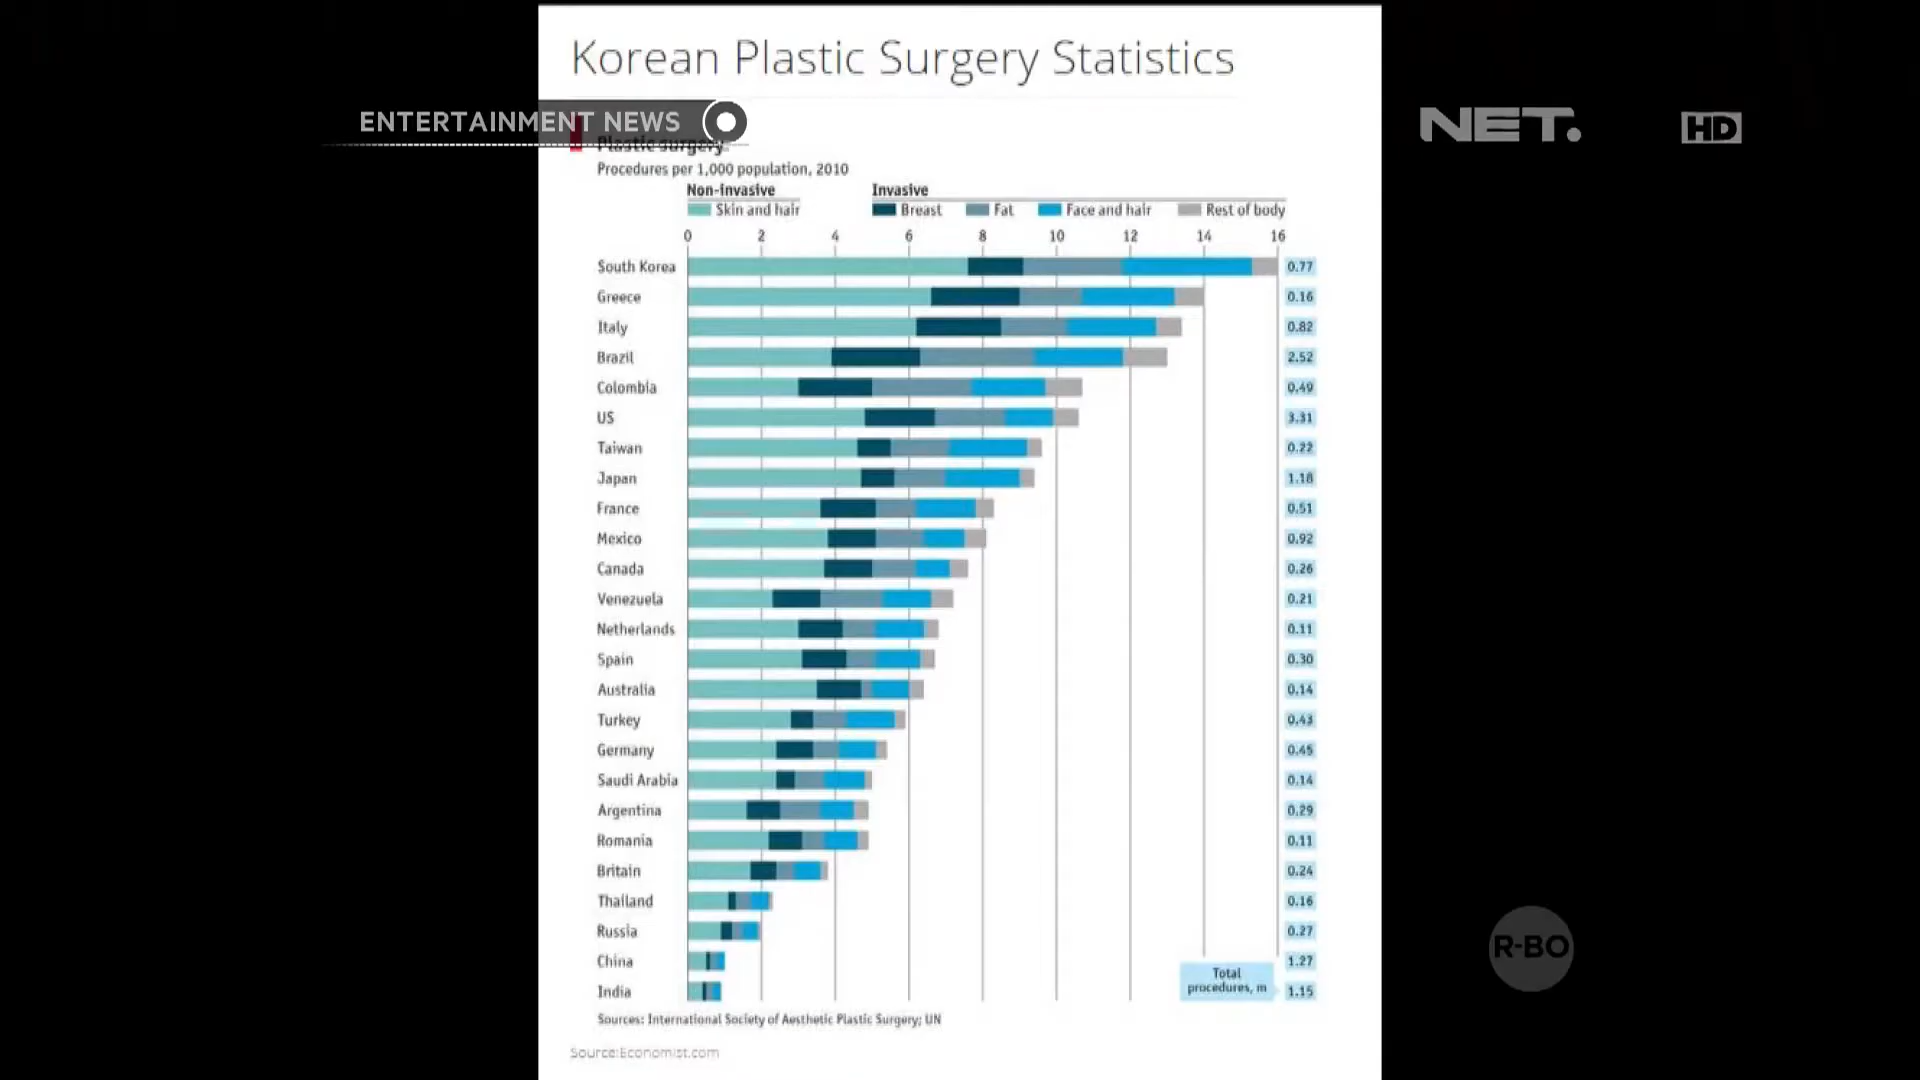 Korean Plastic Surgery Statistics
ENTERTAINMENT NEWS
NET.
HD
Plastic surgery
Procedures per 1,000 population, 2010
Non-invasive Invasive
Skin and hair Breast Fat Face and hair Rest of body
0 2 4 6 8 10 12 14 16
South Korea 0.77
Greece 0.16
Italy 0.82
Brazil 2.52
Colombia 0.49
US 3.31
Taiwan 0.22
Japan 1.18
France 0.51
Mexico 0.92
Canada 0.26
Venezuela 0.21
Netherlands 0.11
Spain 0.30
Australia 0.14
Turkey 0.43
Germany 0.45
Saudi Arabia 0.14
Argentina 0.29
Romania 0.11
Britain 0.24
Thailand 0.16
Russia 0.27
China 1.27
India 1.15
Total
procedures, m
Sources: International Society of Aesthetic Plastic Surgery; UN
Source:Economist.com
R-BO